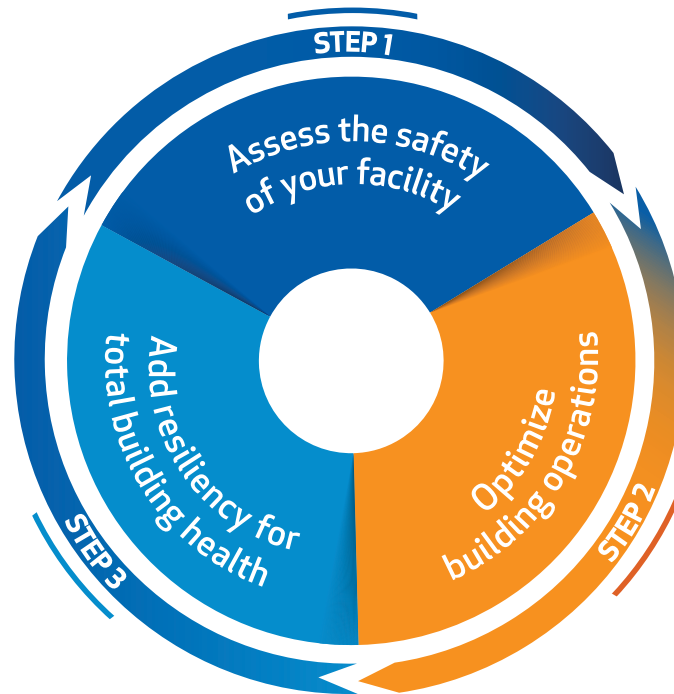 STEP 1
Assess the safety
of your facility
STEP 2
Optimize
building operations
STEP 3
Add resiliency for
total building health